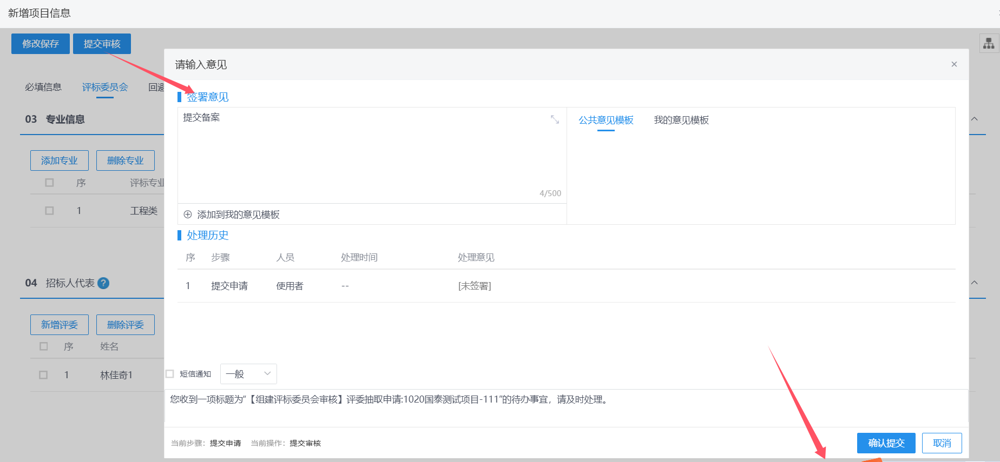 新增项目信息
修改保存
提交审核
请输入意见
必填信息
评标委员会
回避
签署意见
提交备案
公共意见模板
我的意见模板
03 专业信息
添加专业
删除专业
序
评标专业
4/500
1
工程类
添加到我的意见模板
处理历史
序 步骤 人员 处理时间 处理意见
1 提交申请 使用者 -- [未签署]
04 招标人代表 ?
新增评委
删除评委
序 姓名
1 林佳奇1
短信通知
一般
您收到一项标题为“【组建评标委员会审核】评委抽取申请:1020国泰测试项目-111”的待办事宜，请及时处理。
当前步骤：提交申请 当前操作：提交审核
确认提交
取消